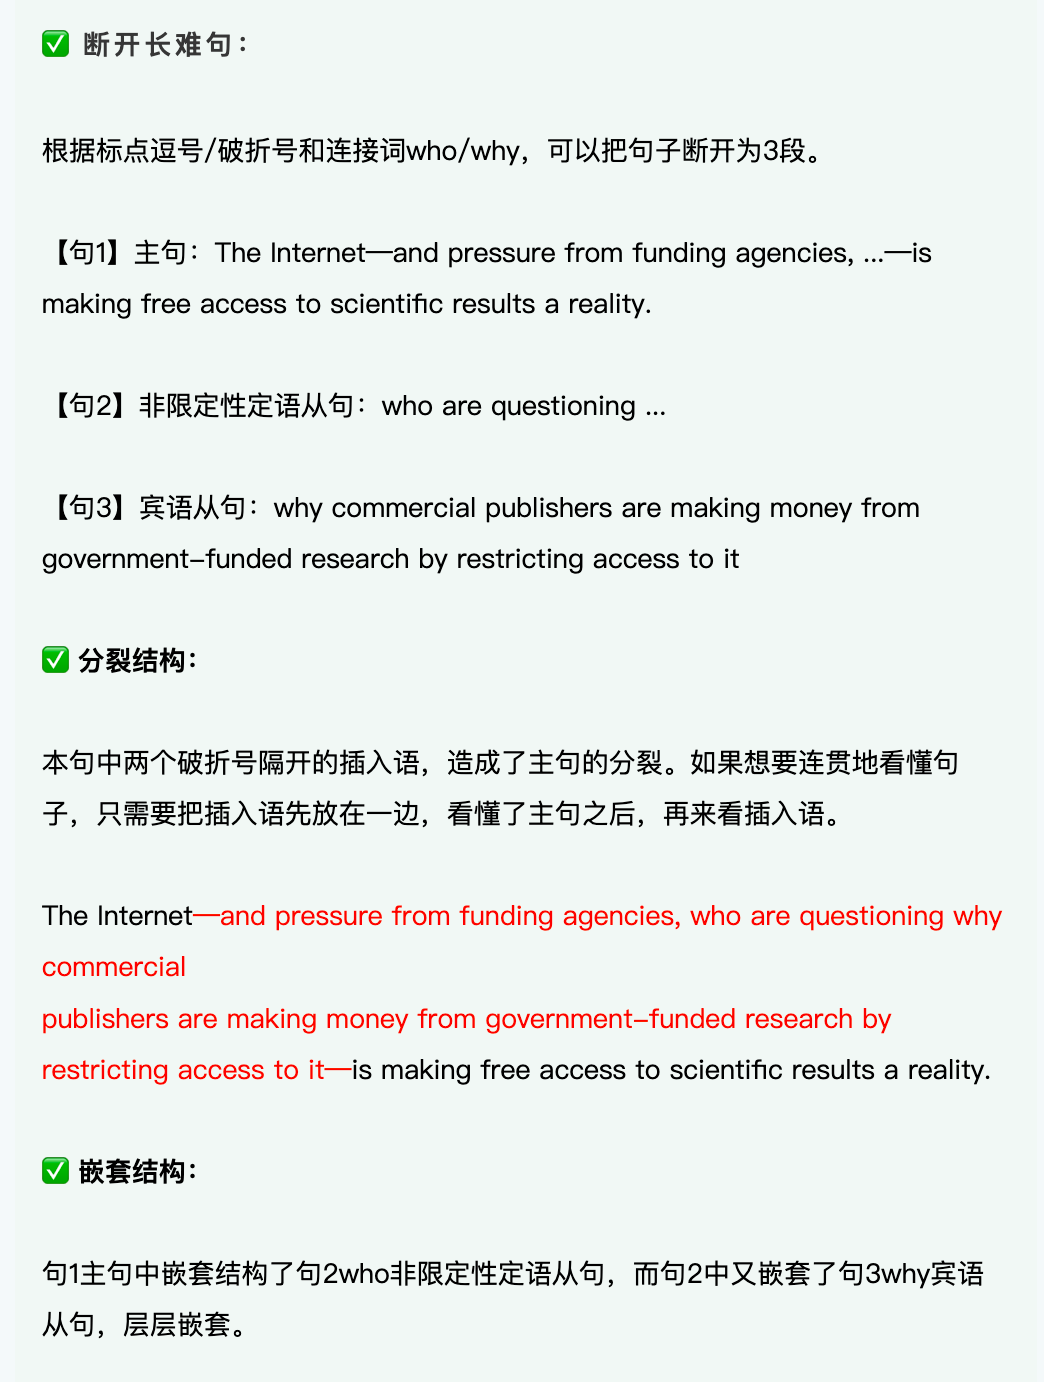 ✅ 断开长难句：
根据标点逗号/破折号和连接词who/why，可以把句子断开为3段。
【句1】主句：The Internet—and pressure from funding agencies, ...—is
making free access to scientific results a reality.
【句2】非限定性定语从句：who are questioning ...
【句3】宾语从句：why commercial publishers are making money from
government–funded research by restricting access to it
✅ 分裂结构：
本句中两个破折号隔开的插入语，造成了主句的分裂。如果想要连贯地看懂句
子，只需要把插入语先放在一边，看懂了主句之后，再来看插入语。
The Internet—and pressure from funding agencies, who are questioning why
commercial
publishers are making money from government–funded research by
restricting access to it—is making free access to scientific results a reality.
✅ 嵌套结构：
句1主句中嵌套结构了句2who非限定性定语从句，而句2中又嵌套了句3why宾语
从句，层层嵌套。